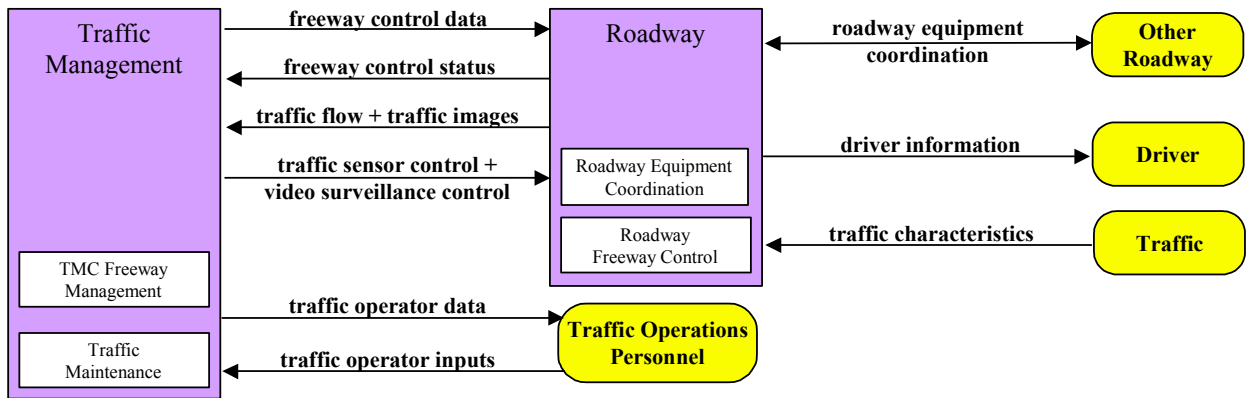 Traffic
Management
TMC Freeway
Management
Traffic
Maintenance
freeway control data
freeway control status
traffic flow + traffic images
traffic sensor control +
video surveillance control
traffic operator data
traffic operator inputs
Roadway
Roadway Equipment
Coordination
Roadway
Freeway Control
Traffic Operations
Personnel
roadway equipment
coordination
driver information
traffic characteristics
Other
Roadway
Driver
Traffic